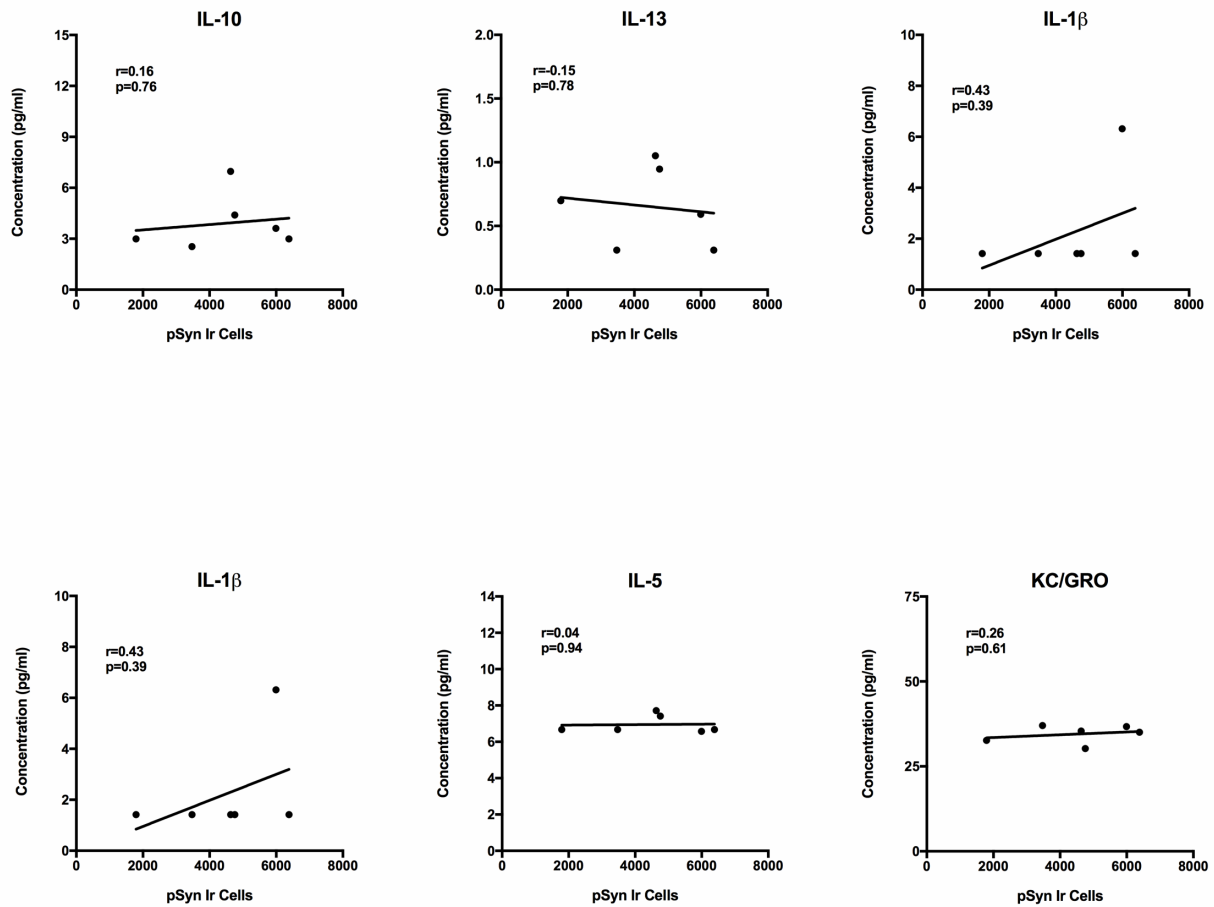 IL-10
15
12
9
6
3
0
Concentration (pg/ml)
r=0.16
p=0.76
0 2000 4000 6000 8000
pSyn Ir Cells
IL-13
2.0
1.5
1.0
0.5
0.0
Concentration (pg/ml)
r=-0.15
p=0.78
0 2000 4000 6000 8000
pSyn Ir Cells
IL-1β
10
8
6
4
2
0
Concentration (pg/ml)
r=0.43
p=0.39
0 2000 4000 6000 8000
pSyn Ir Cells
IL-1β
10
8
6
4
2
0
Concentration (pg/ml)
r=0.43
p=0.39
0 2000 4000 6000 8000
pSyn Ir Cells
IL-5
14
12
10
8
6
4
2
0
Concentration (pg/ml)
r=0.04
p=0.94
0 2000 4000 6000 8000
pSyn Ir Cells
KC/GRO
75
50
25
0
Concentration (pg/ml)
r=0.26
p=0.61
0 2000 4000 6000 8000
pSyn Ir Cells